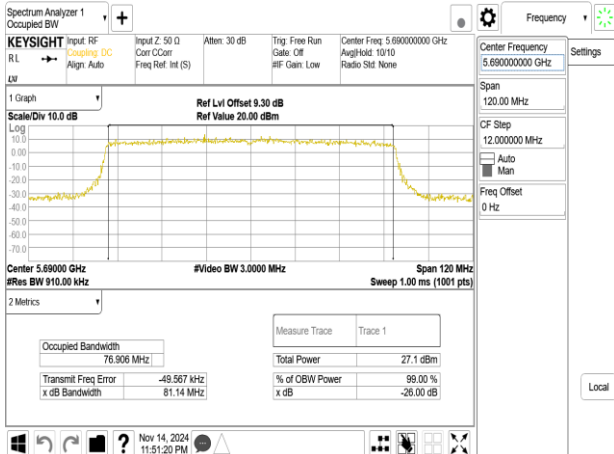 Spectrum Analyzer 1
Occupied BW
Frequency
KEYSIGHT
RL
LXI
Input: RF
Coupling: DC
Align: Auto
Input Z: 50 Ω
Corr CCorr
Freq Ref: Int (S)
Atten: 30 dB
Trig: Free Run
Gate: Off
#IF Gain: Low
Center Freq: 5.690000000 GHz
Avg|Hold: 10/10
Radio Std: None
Center Frequency
5.690000000 GHz
Settings
Span
120.00 MHz
CF Step
12.000000 MHz
Auto
Man
Freq Offset
0 Hz
Local
1 Graph
Scale/Div 10.0 dB
Ref Lvl Offset 9.30 dB
Ref Value 20.00 dBm
Log
10.0
0.00
-10.0
-20.0
-30.0
-40.0
-50.0
-60.0
-70.0
Center 5.69000 GHz
#Video BW 3.0000 MHz
Span 120 MHz
#Res BW 910.00 kHz
Sweep 1.00 ms (1001 pts)
2 Metrics
Measure Trace
Trace 1
Occupied Bandwidth
76.906 MHz
Total Power
27.1 dBm
Transmit Freq Error
-49.567 kHz
% of OBW Power
99.00 %
x dB Bandwidth
81.14 MHz
x dB
-26.00 dB
?
Nov 14, 2024
11:51:20 PM